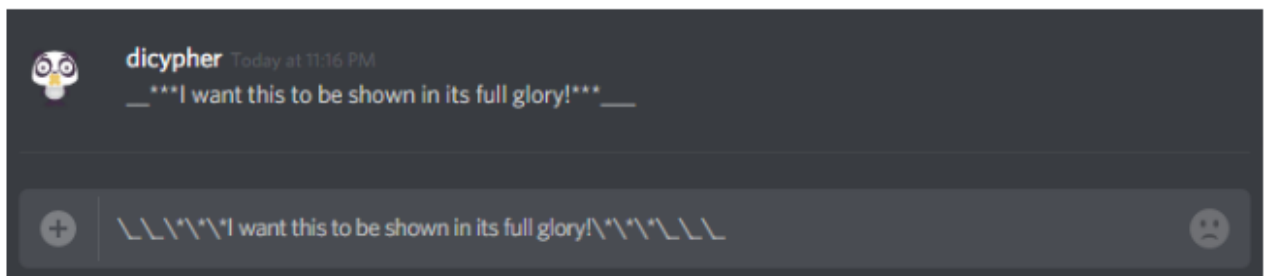 dicypher Today at 11:16 PM
__***I want this to be shown in its full glory!***___
\_\_\*\*\*I want this to be shown in its full glory!\*\*\*\_\_\_